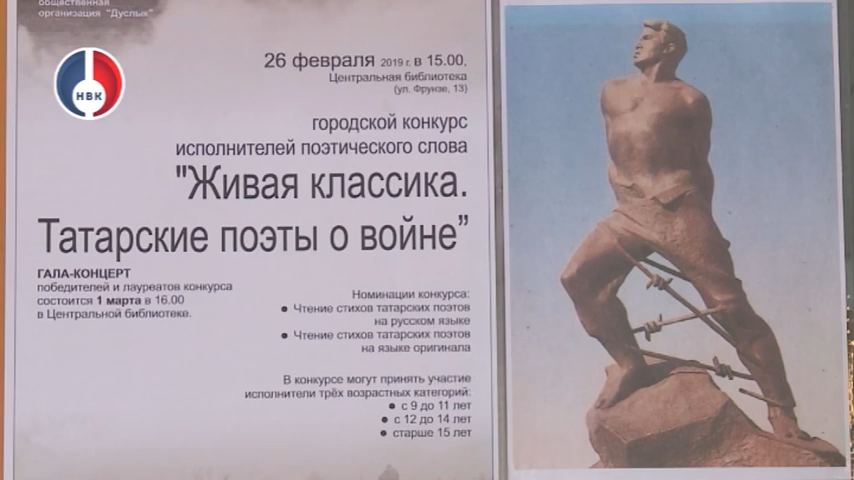 общественная
организация "Дуслык"
НВК
26 февраля 2019 г. в 15.00,
Центральная библиотека
(ул. Фрунзе, 13)
городской конкурс
исполнителей поэтического слова
"Живая классика.
Татарские поэты о войне”
ГАЛА-КОНЦЕРТ
победителей и лауреатов конкурса
состоится 1 марта в 16.00
в Центральной библиотеке.
Номинации конкурса:
● Чтение стихов татарских поэтов
на русском языке
● Чтение стихов татарских поэтов
на языке оригинала
В конкурсе могут принять участие
исполнители трёх возрастных категорий:
● с 9 до 11 лет
● с 12 до 14 лет
● старше 15 лет